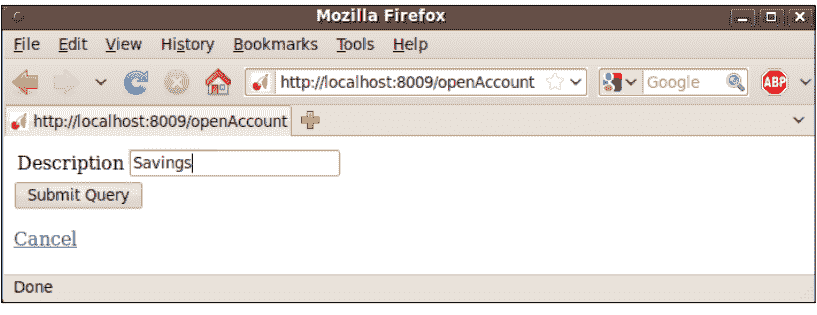 Mozilla Firefox
File Edit View History Bookmarks Tools Help
http://localhost:8009/openAccount Google ABP
http://localhost:8009/openAccount
Description Savings
Submit Query
Cancel
Done